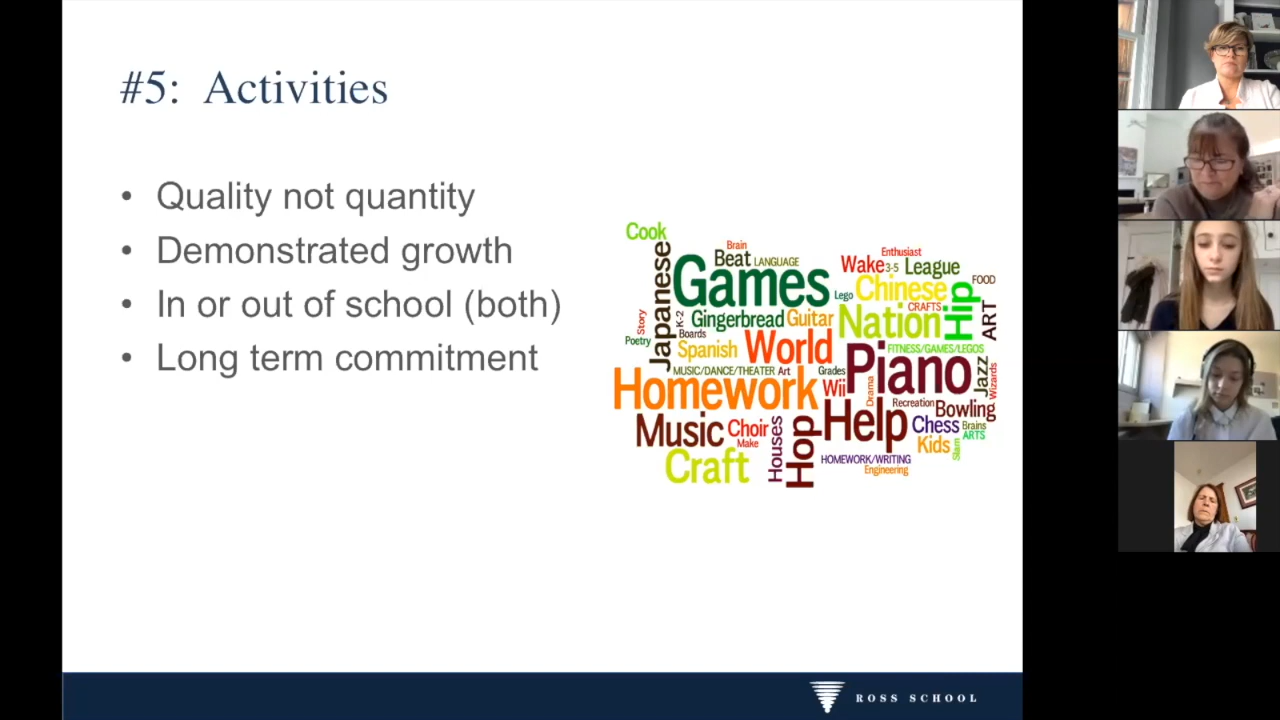 #5: Activities
• Quality not quantity
• Demonstrated growth
• In or out of school (both)
• Long term commitment
Cook
Japanese
Brain
Beat
LANGUAGE
Games
Wake
3-5
Enthusiast
League
FOOD
Lego
Chinese
CRAFTS
Hip
ART
Story
K-2
Poetry
Boards
Gingerbread
Guitar
Nation
Spanish
World
FITNESS/GAMES/LEGOS
MUSIC/DANCE/THEATER
Art
Grades
Piano
Jazz
Wizards
Homework
Wii
Drama
Recreation
Bowling
Music
Choir
Make
Houses
Hop
Help
Chess
Brains
ARTS
Kids
Slam
Craft
HOMEWORK/WRITING
Engineering
ROSS SCHOOL